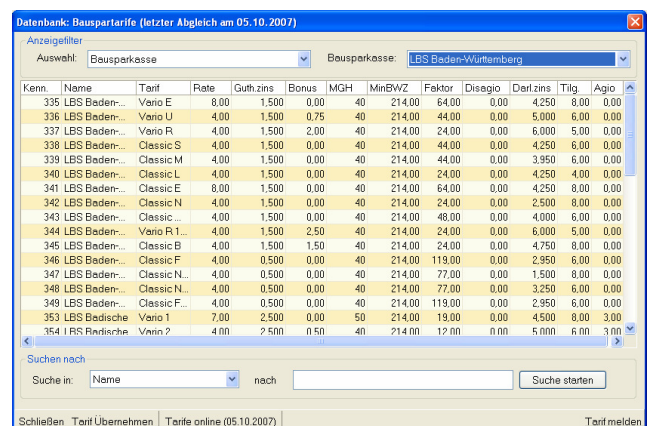 Datenbank: Bauspartarife (letzter Abgleich am 05.10.2007)
Anzeigefilter
Auswahl: Bausparkasse Bausparkasse: LBS Baden-Württemberg
Kenn. Name Tarif Rate Guth.zins Bonus MGH MinBWZ Faktor Disagio Darl.zins Tilg. Agio
335 LBS Baden-... Vario E 8,00 1,500 0,00 40 214,00 64,00 0,00 4,250 8,00 0,00
336 LBS Baden-... Vario U 4,00 1,500 0,75 40 214,00 44,00 0,00 5,000 6,00 0,00
337 LBS Baden-... Vario R 4,00 1,500 2,00 40 214,00 24,00 0,00 6,000 5,00 0,00
338 LBS Baden-... Classic S 4,00 1,500 0,00 40 214,00 44,00 0,00 4,250 6,00 0,00
339 LBS Baden-... Classic M 4,00 1,500 0,00 40 214,00 44,00 0,00 3,950 6,00 0,00
340 LBS Baden-... Classic L 4,00 1,500 0,00 40 214,00 24,00 0,00 4,250 4,00 0,00
341 LBS Baden-... Classic E 8,00 1,500 0,00 40 214,00 64,00 0,00 4,250 8,00 0,00
342 LBS Baden-... Classic N 4,00 1,500 0,00 40 214,00 24,00 0,00 2,500 8,00 0,00
343 LBS Baden-... Classic ... 4,00 1,500 0,00 40 214,00 48,00 0,00 4,000 6,00 0,00
344 LBS Baden-... Vario R 1... 4,00 1,500 2,50 40 214,00 24,00 0,00 6,000 5,00 0,00
345 LBS Baden-... Classic B 4,00 1,500 1,50 40 214,00 24,00 0,00 4,750 8,00 0,00
346 LBS Baden-... Classic F 4,00 0,500 0,00 40 214,00 119,00 0,00 2,950 6,00 0,00
347 LBS Baden-... Classic N... 4,00 0,500 0,00 40 214,00 77,00 0,00 1,500 8,00 0,00
348 LBS Baden-... Classic N... 4,00 0,500 0,00 40 214,00 77,00 0,00 3,250 6,00 0,00
349 LBS Baden-... Classic F... 4,00 0,500 0,00 40 214,00 119,00 0,00 2,950 6,00 0,00
353 LBS Badische Vario 1 7,00 2,500 0,00 50 214,00 19,00 0,00 4,500 8,00 3,00
354 LBS Badische Vario 2 4,00 2,500 0,50 40 214,00 12,00 0,00 5,000 6,00 3,00
Suchen nach
Suche in: Name nach Suche starten
Schließen Tarif Übernehmen Tarife online (05.10.2007) Tarif melden